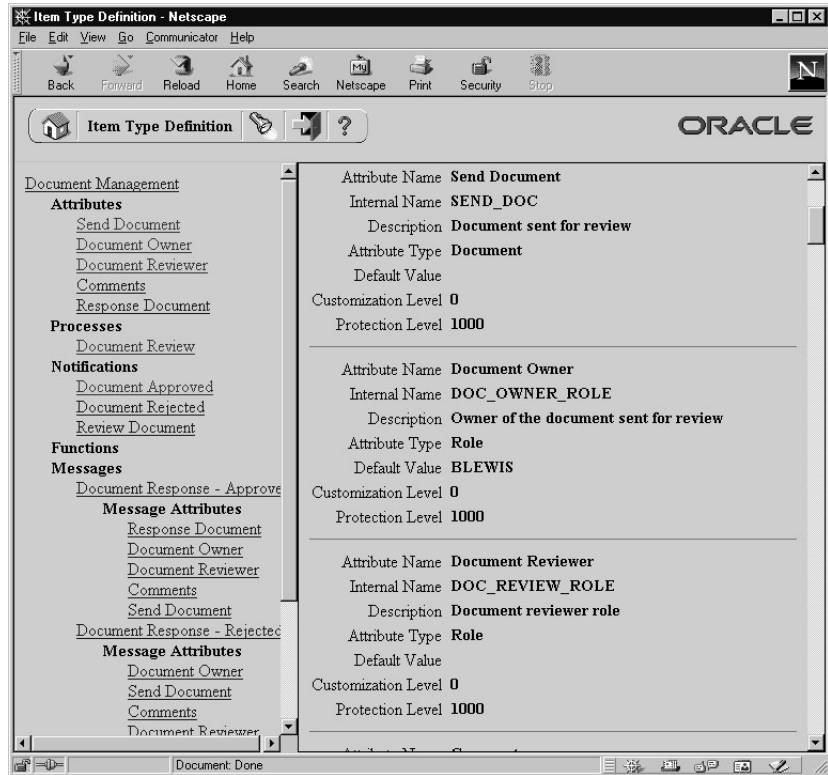 Item Type Definition - Netscape
File Edit View Go Communicator Help
Back Forward Reload Home Search Netscape Print Security Stop
My
N
Item Type Definition ?
ORACLE
Document Management
Attributes
Send Document
Document Owner
Document Reviewer
Comments
Response Document
Processes
Document Review
Notifications
Document Approved
Document Rejected
Review Document
Functions
Messages
Document Response - Approve
Message Attributes
Response Document
Document Owner
Document Reviewer
Comments
Send Document
Document Response - Rejected
Message Attributes
Document Owner
Send Document
Comments
Document Reviewer
Attribute Name Send Document
Internal Name SEND_DOC
Description Document sent for review
Attribute Type Document
Default Value
Customization Level 0
Protection Level 1000
Attribute Name Document Owner
Internal Name DOC_OWNER_ROLE
Description Owner of the document sent for review
Attribute Type Role
Default Value BLEWIS
Customization Level 0
Protection Level 1000
Attribute Name Document Reviewer
Internal Name DOC_REVIEW_ROLE
Description Document reviewer role
Attribute Type Role
Default Value
Customization Level 0
Protection Level 1000
Document: Done